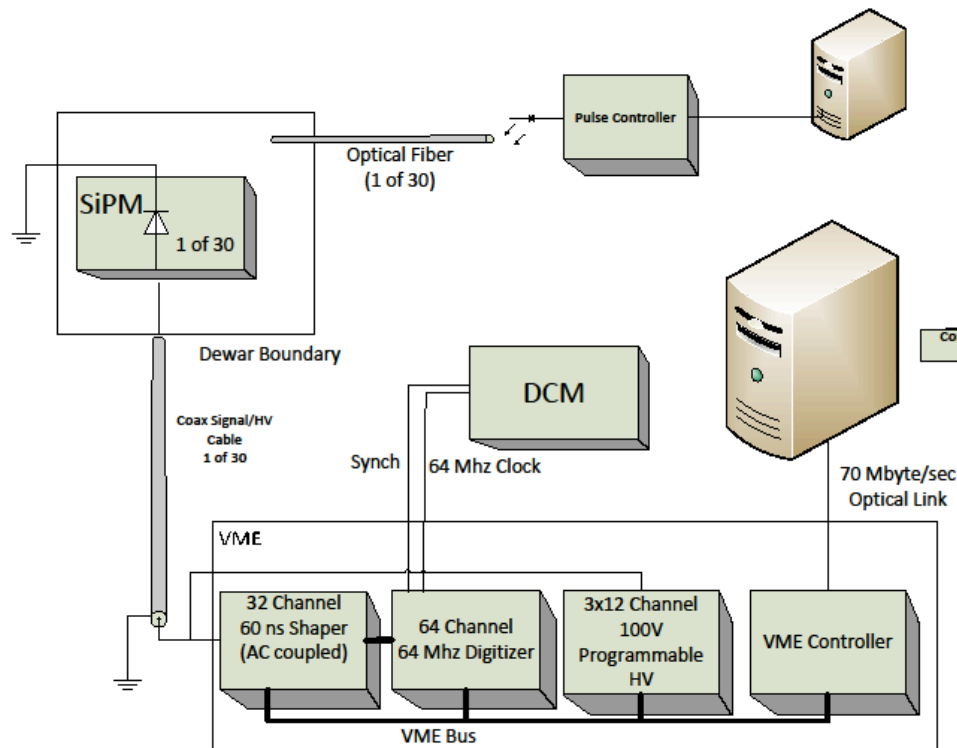 Pulse Controller
Optical Fiber
(1 of 30)
SiPM
1 of 30
Dewar Boundary
Coax Signal/HV
Cable
1 of 30
DCM
Synch
64 Mhz Clock
70 Mbyte/sec
Optical Link
VME
32 Channel
60 ns Shaper
(AC coupled)
64 Channel
64 Mhz Digitizer
3x12 Channel
100V
Programmable
HV
VME Controller
VME Bus